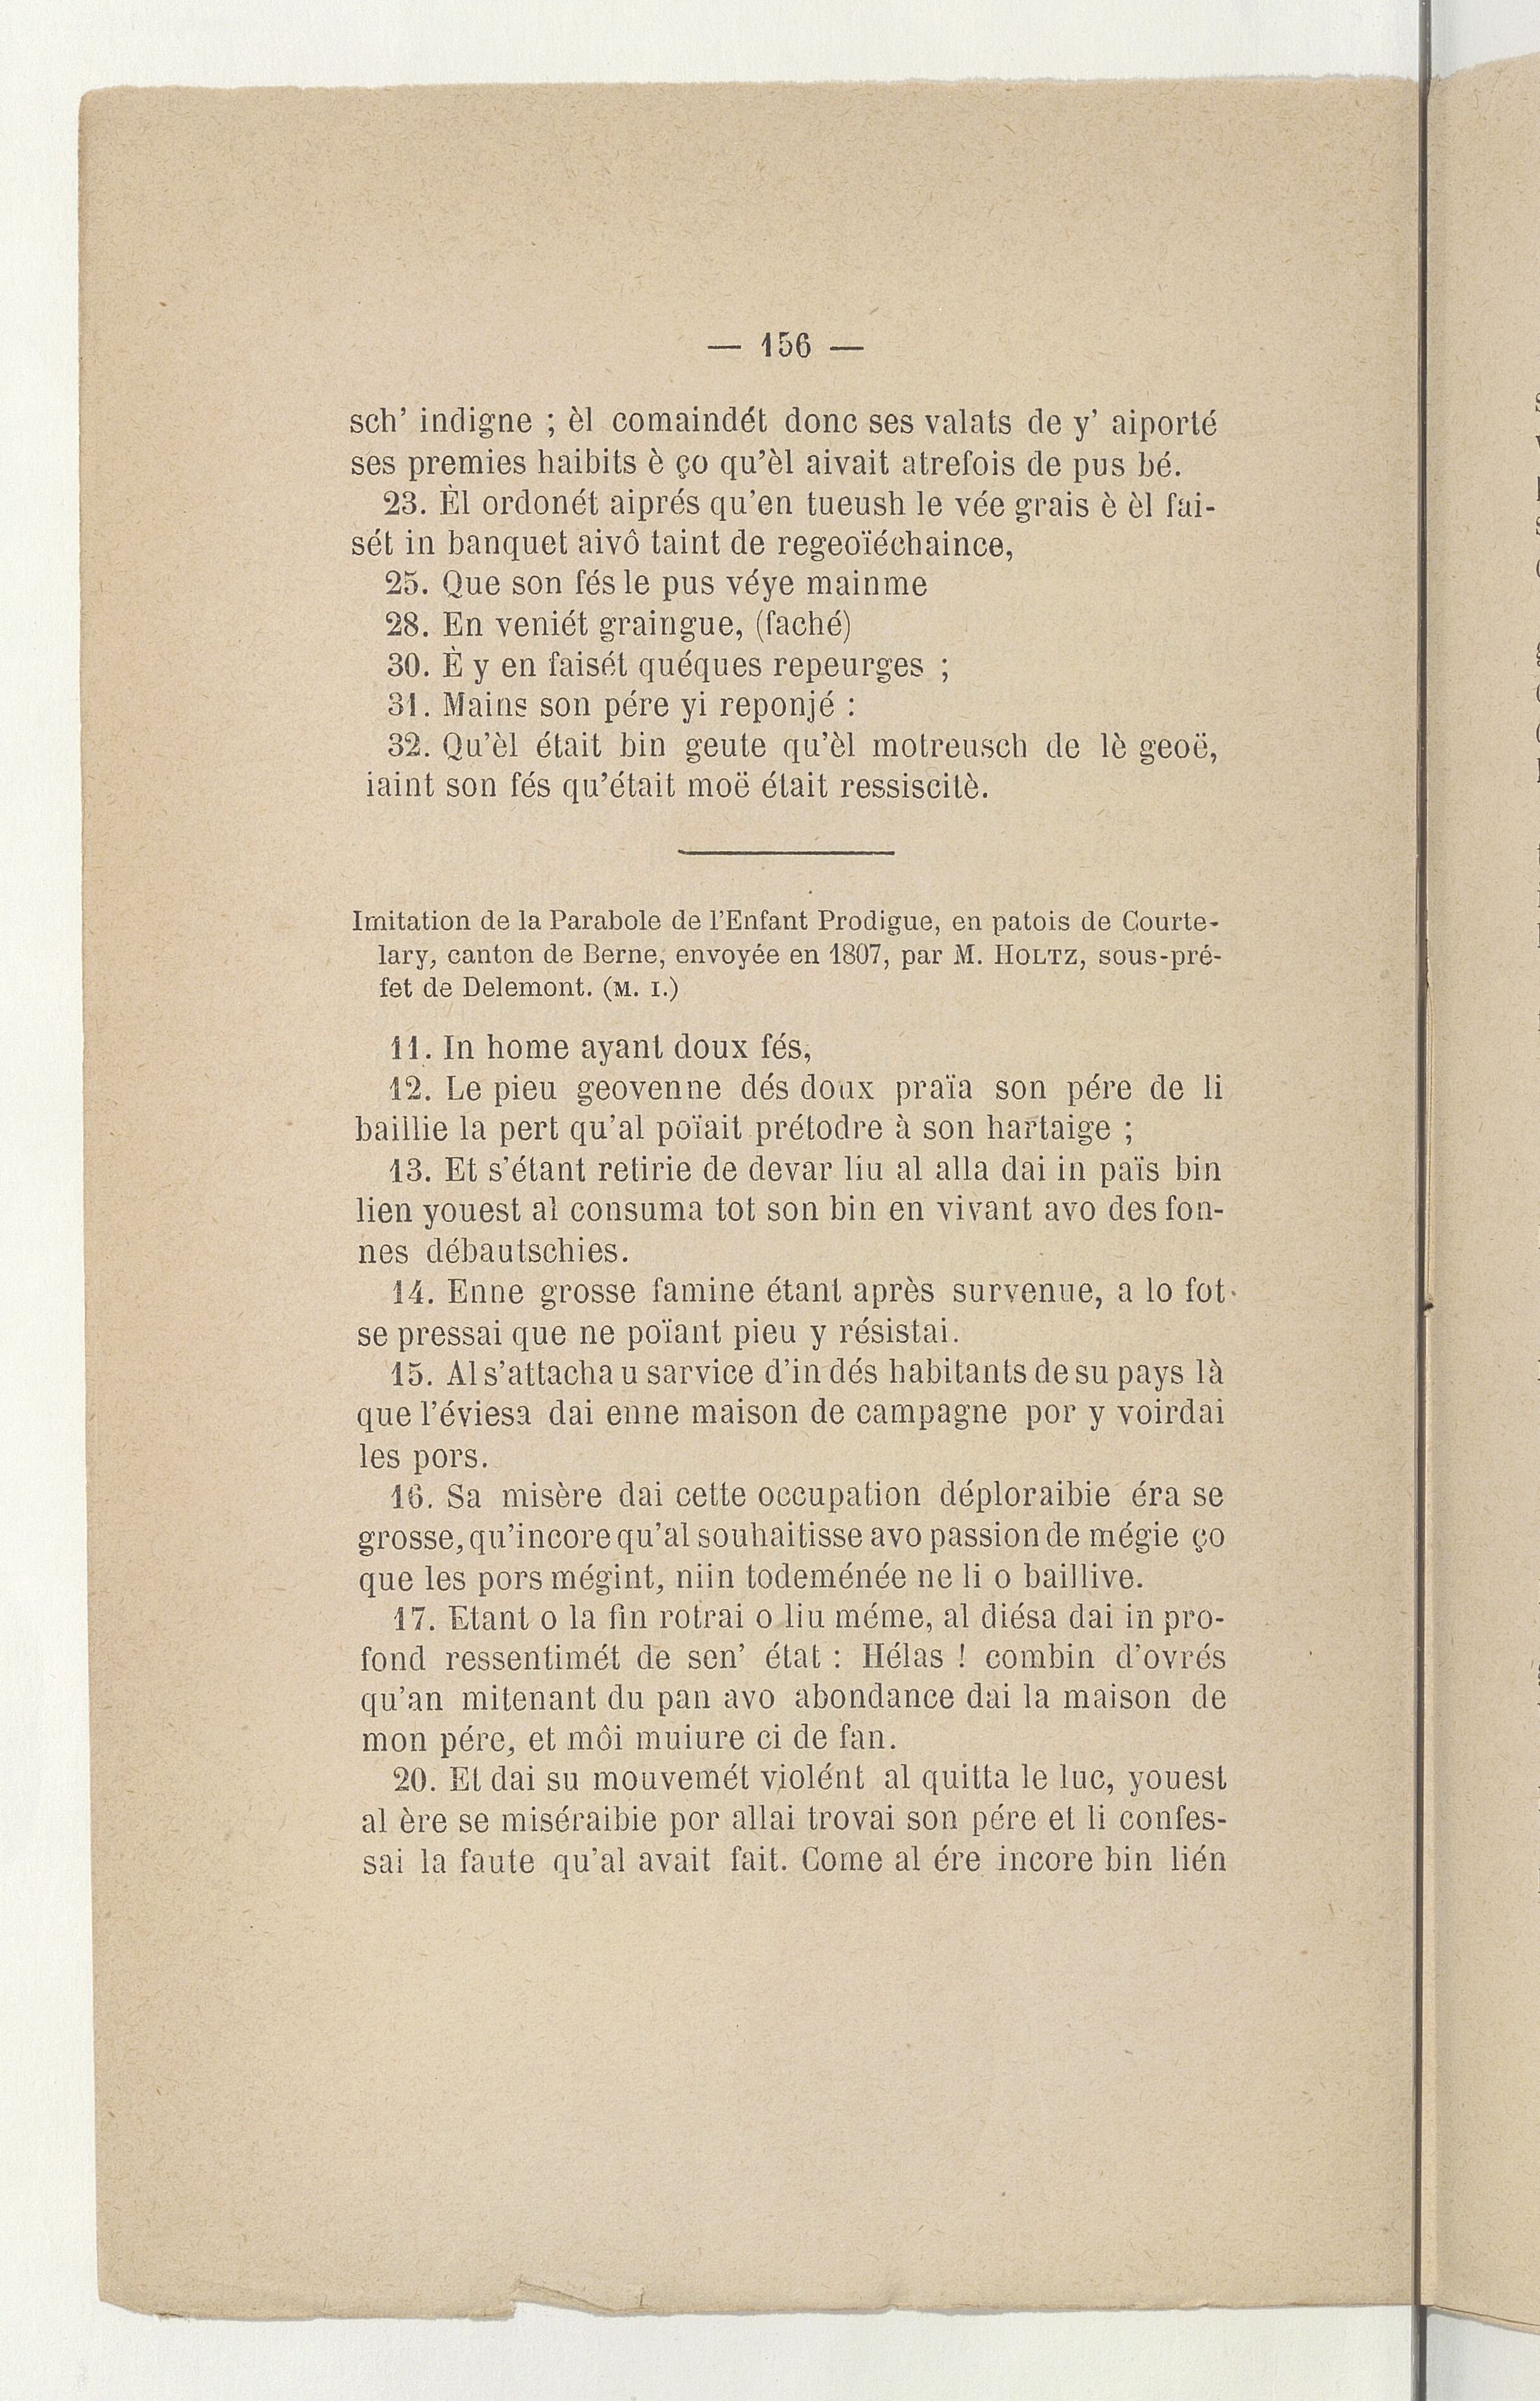 — 156 —
sch' indigne ; èl comaindét donc ses valats de y' aiporté
ses premies haibits è ço qu'èl aivait atrefois de pus bé.
23. Èl ordonét aiprés qu'en tueush le vée grais è èl fai-
sét in banquet aivô taint de regeoïéchaince,
25. Que son fés le pus véye mainme
28. En veniét graingue, (faché)
30. È y en faisét quéques repeurges ;
31. Mains son pére yi reponjé :
32. Qu'èl était bin geute qu'èl motreusch de lè geoë,
iaint son fés qu'était moë était ressiscitè.
Imitation de la Parabole de l'Enfant Prodigue, en patois de Courte-
lary, canton de Berne, envoyée en 1807, par M. HOLTZ, sous-pré-
fet de Delemont. (M. I.)
11. In home ayant doux fés,
12. Le pieu geovenne dés doux praïa son pére de li
baillie la pert qu'al poïait prétodre à son hartaige ;
13. Et s'étant retirie de devar liu al alla dai in païs bin
lien youest al consuma tot son bin en vivant avo des fon-
nes débautschies.
14. Enne grosse famine étant après survenue, a lo fot
se pressai que ne poïant pieu y résistai.
15. Al s'attacha u sarvice d'in dés habitants de su pays là
que l'éviesa dai enne maison de campagne por y voirdai
les pors.
16. Sa misère dai cette occupation déploraibie éra se
grosse, qu'incore qu'al souhaitisse avo passion de mégie ço
que les pors mégint, niin todeménée ne li o baillive.
17. Etant o la fin rotrai o liu méme, al diésa dai in pro-
fond ressentimét de sen' état : Hélas ! combin d'ovrés
qu'an mitenant du pan avo abondance dai la maison de
mon pére, et môi muiure ci de fan.
20. Et dai su mouvemét violént al quitta le luc, youest
al ère se miséraibie por allai trovai son pére et li confes-
sai la faute qu'al avait fait. Come al ére incore bin lién